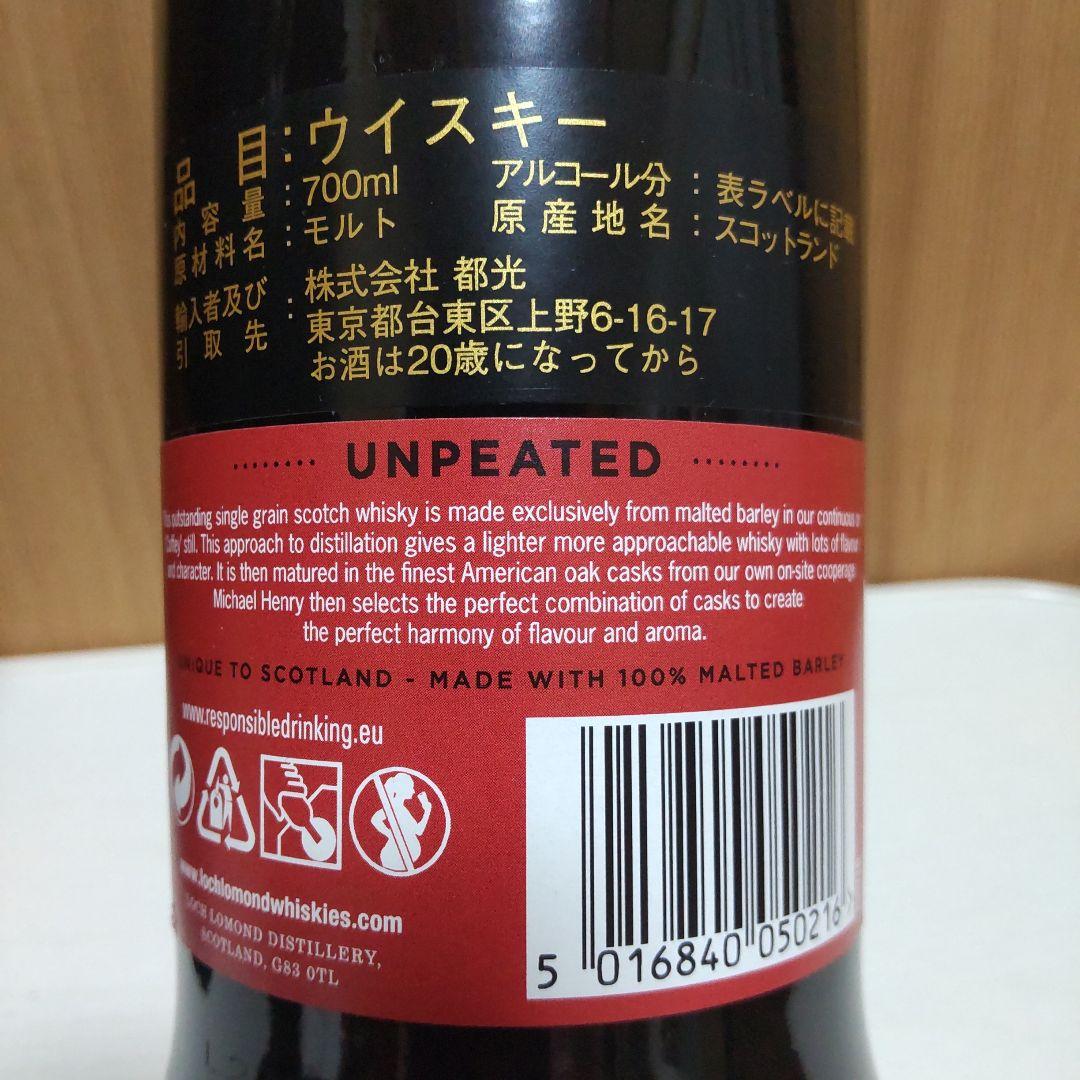 品目：ウイスキー
内容量：700ml アルコール分：表ラベルに記載
原材料名：モルト 原産地名：スコットランド
輸入者及び引取先：株式会社 都光
東京都台東区上野6-16-17
お酒は20歳になってから
UNPEATED
outstanding single grain scotch whisky is made exclusively from malted barley in our continuous or
'Coffey' still. This approach to distillation gives a lighter more approachable whisky with lots of flavour
and character. It is then matured in the finest American oak casks from our own on-site cooperage.
Michael Henry then selects the perfect combination of casks to create
the perfect harmony of flavour and aroma.
UNIQUE TO SCOTLAND - MADE WITH 100% MALTED BARLEY
www.responsibledrinking.eu
www.lochlomondwhiskies.com
LOCH LOMOND DISTILLERY,
SCOTLAND, G83 0TL
5 016840 050216 >